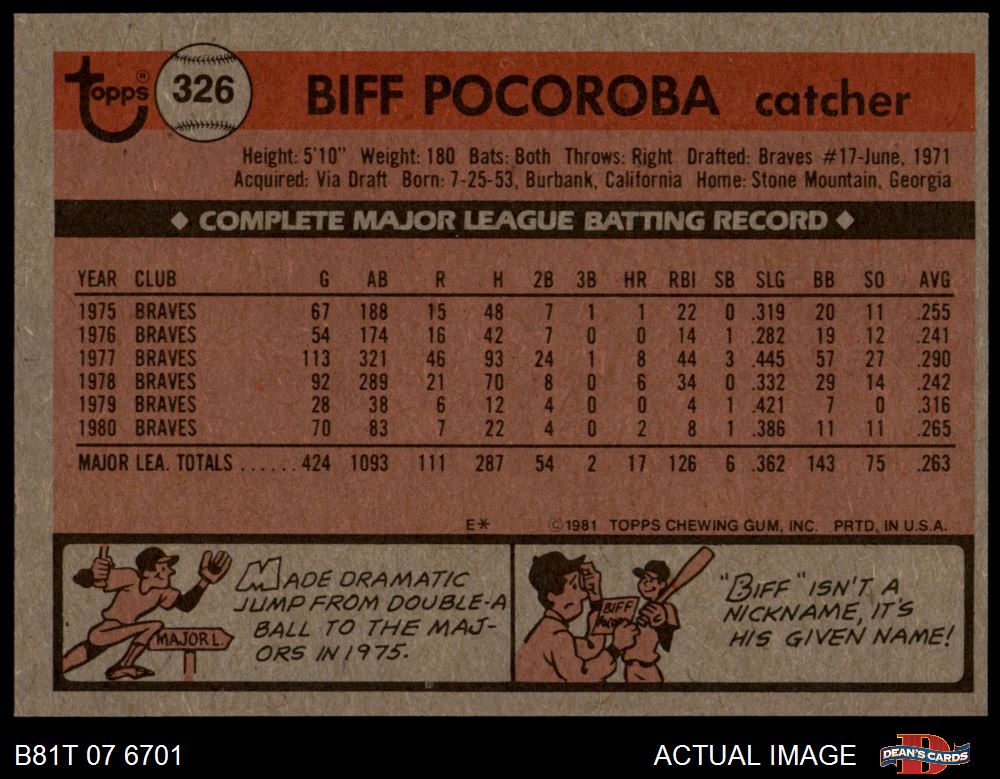 topps®
326
BIFF POCOROBA catcher
Height: 5'10" Weight: 180 Bats: Both Throws: Right Drafted: Braves #17-June, 1971
Acquired: Via Draft Born: 7-25-53, Burbank, California Home: Stone Mountain, Georgia
◆ COMPLETE MAJOR LEAGUE BATTING RECORD ◆
YEAR CLUB G AB R H 2B 3B HR RBI SB SLG BB SO AVG
1975 BRAVES 67 188 15 48 7 1 1 22 0 .319 20 11 .255
1976 BRAVES 54 174 16 42 7 0 0 14 1 .282 19 12 .241
1977 BRAVES 113 321 46 93 24 1 8 44 3 .445 57 27 .290
1978 BRAVES 92 289 21 70 8 0 6 34 0 .332 29 14 .242
1979 BRAVES 28 38 6 12 4 0 0 4 1 .421 7 0 .316
1980 BRAVES 70 83 7 22 4 0 2 8 1 .386 11 11 .265
MAJOR LEA. TOTALS ...... 424 1093 111 287 54 2 17 126 6 .362 143 75 .263
E* ©1981 TOPPS CHEWING GUM, INC. PRTD. IN U.S.A.
MADE DRAMATIC
JUMP FROM DOUBLE-A
BALL TO THE MAJ-
ORS IN 1975.
MAJOR L.
"BIFF" ISN'T A
NICKNAME, IT'S
HIS GIVEN NAME!
BIFF
B81T 07 6701
ACTUAL IMAGE
DEAN'S CARDS